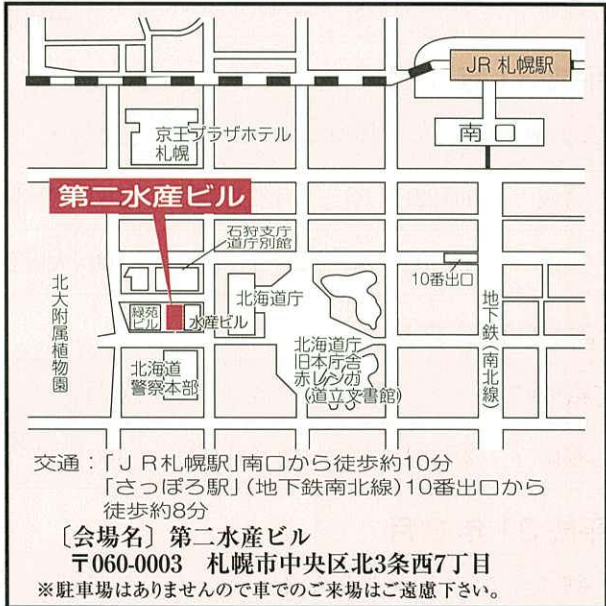 JR 札幌駅
南口
京王プラザホテル
札幌
第二水産ビル
石狩支庁
道庁別館
10番出口
北海道庁
緑苑
ビル
水産ビル
北大附属植物園
地下鉄(南北線)
北海道庁
旧本庁舎
赤レンガ
(道立文書館)
北海道
警察本部
交通:「JR札幌駅」南口から徒歩約10分
「さっぽろ駅」(地下鉄南北線)10番出口から
徒歩約8分
〔会場名〕第二水産ビル
〒060-0003 札幌市中央区北3条西7丁目
※駐車場はありませんので車でのご来場はご遠慮下さい。